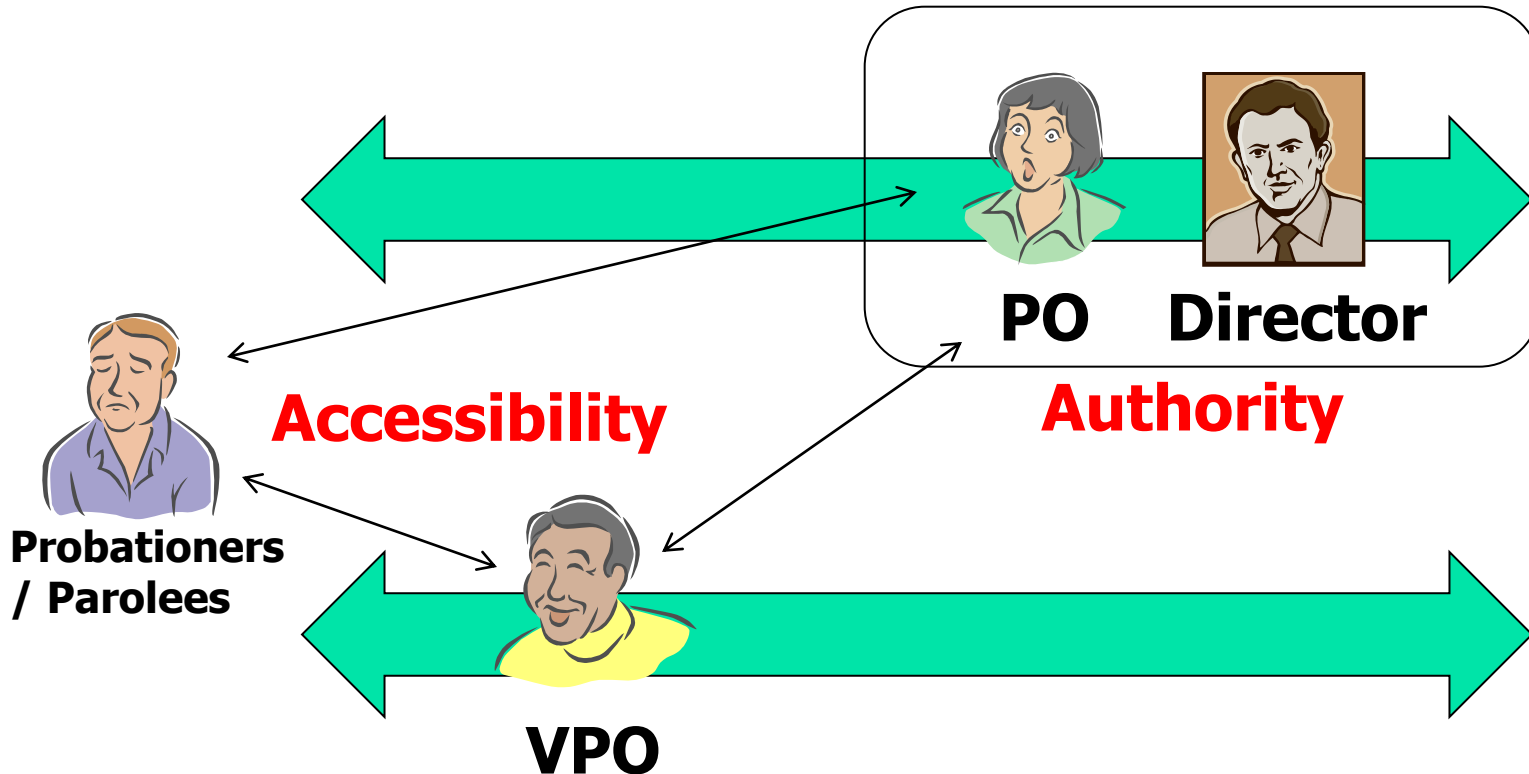 PO
Director
Accessibility
Authority
Probationers
/ Parolees
VPO